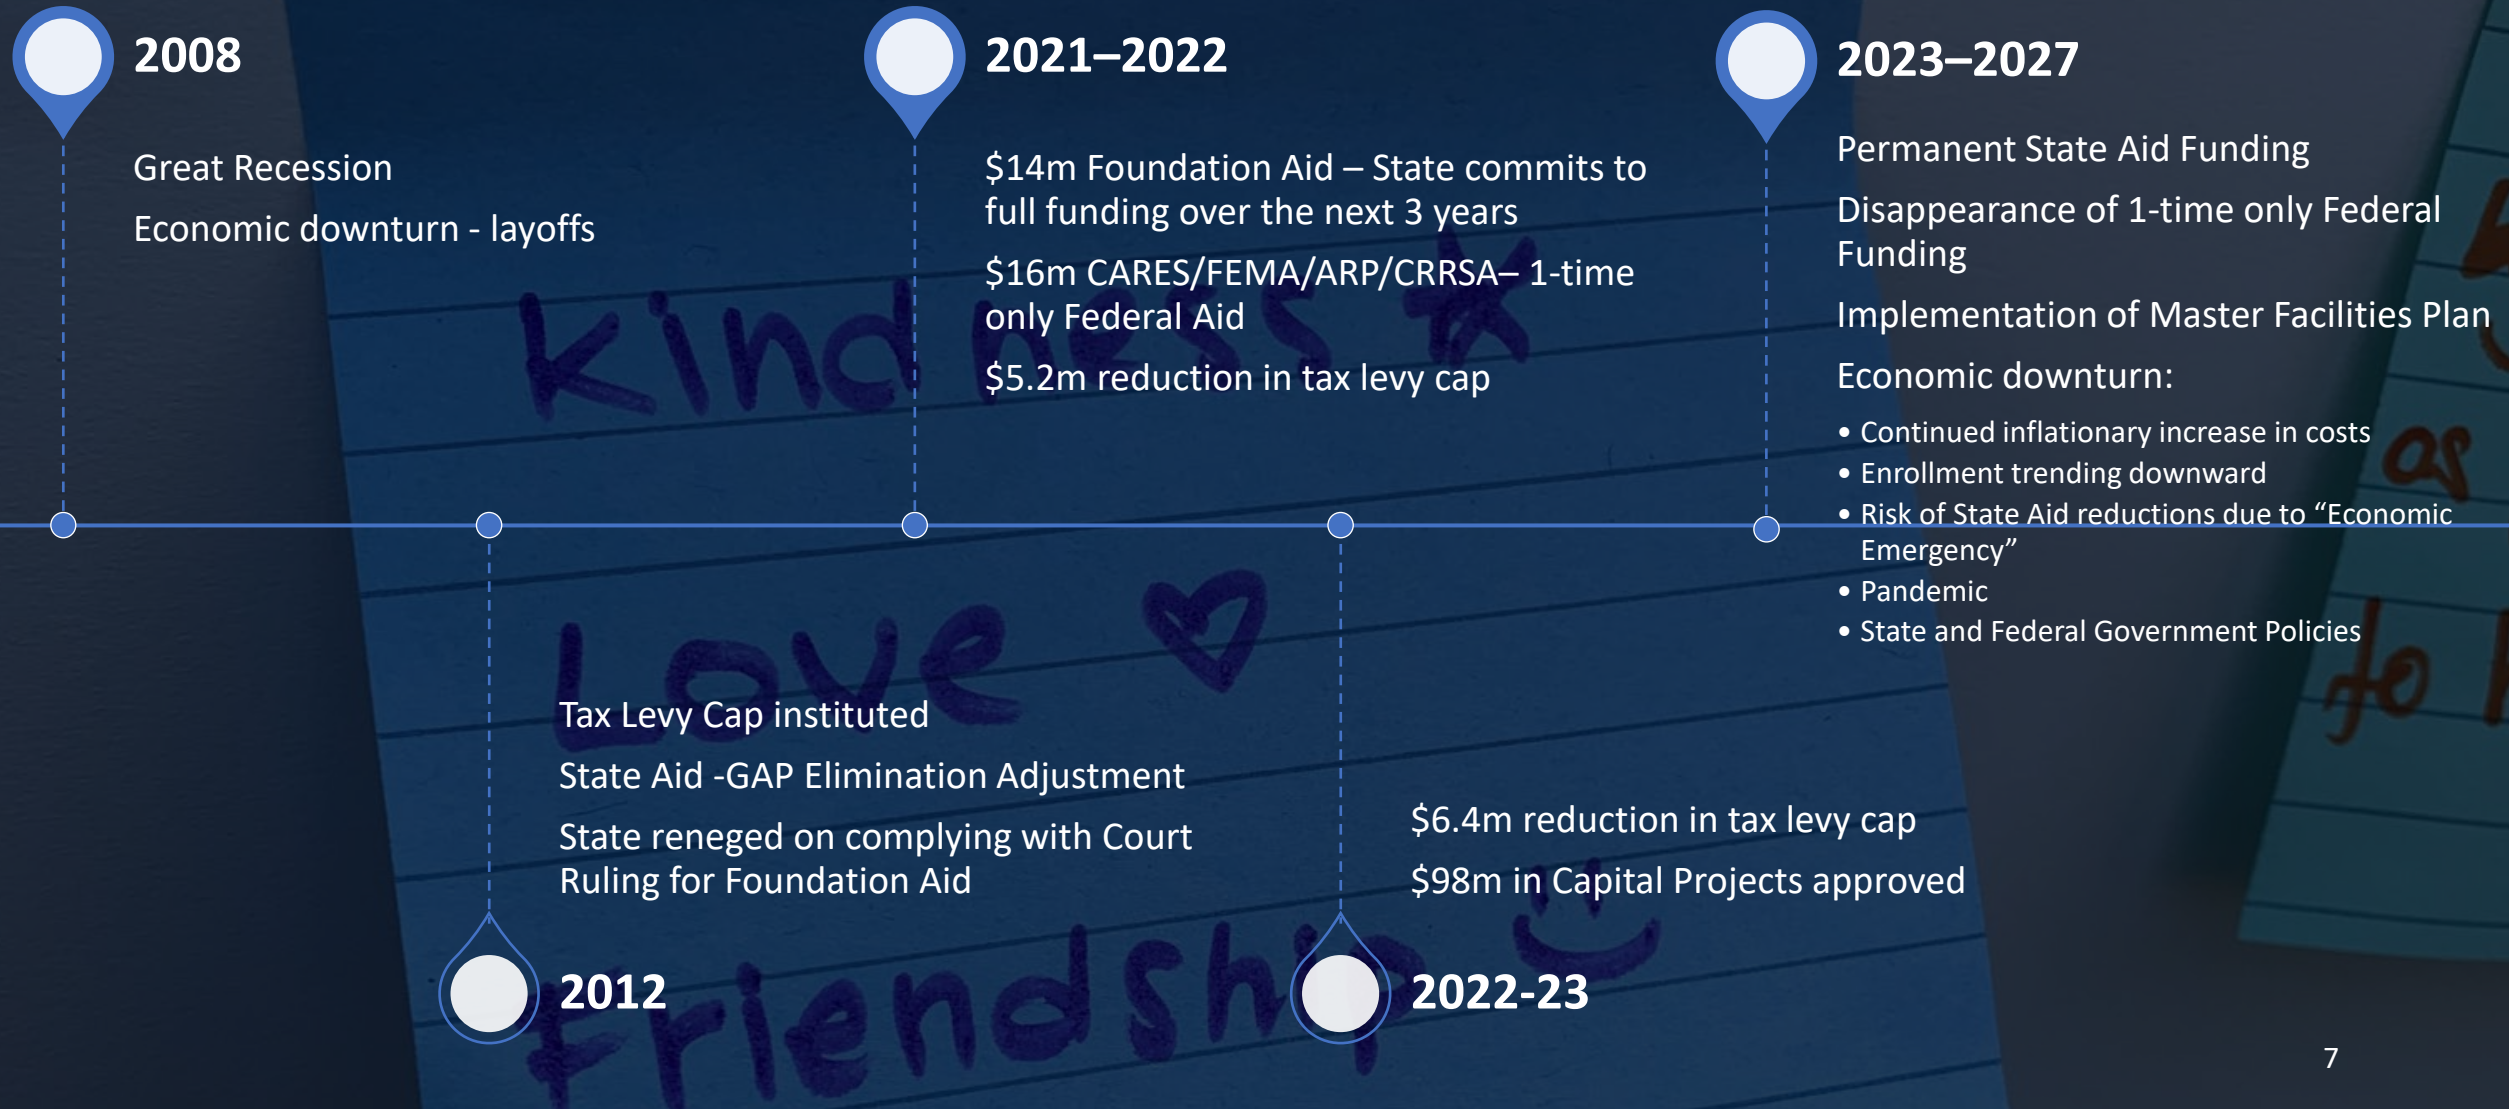 2008
Great Recession
Economic downturn - layoffs
Tax Levy Cap instituted
State Aid -GAP Elimination Adjustment
State reneged on complying with Court
Ruling for Foundation Aid
2012
2021–2022
$14m Foundation Aid – State commits to
full funding over the next 3 years
$16m CARES/FEMA/ARP/CRRSA– 1-time
only Federal Aid
$5.2m reduction in tax levy cap
$6.4m reduction in tax levy cap
$98m in Capital Projects approved
2022-23
2023–2027
Permanent State Aid Funding
Disappearance of 1-time only Federal
Funding
Implementation of Master Facilities Plan
Economic downturn:
• Continued inflationary increase in costs
• Enrollment trending downward
• Risk of State Aid reductions due to “Economic
Emergency”
• Pandemic
• State and Federal Government Policies
kindness
Love
friendship
as
to
7